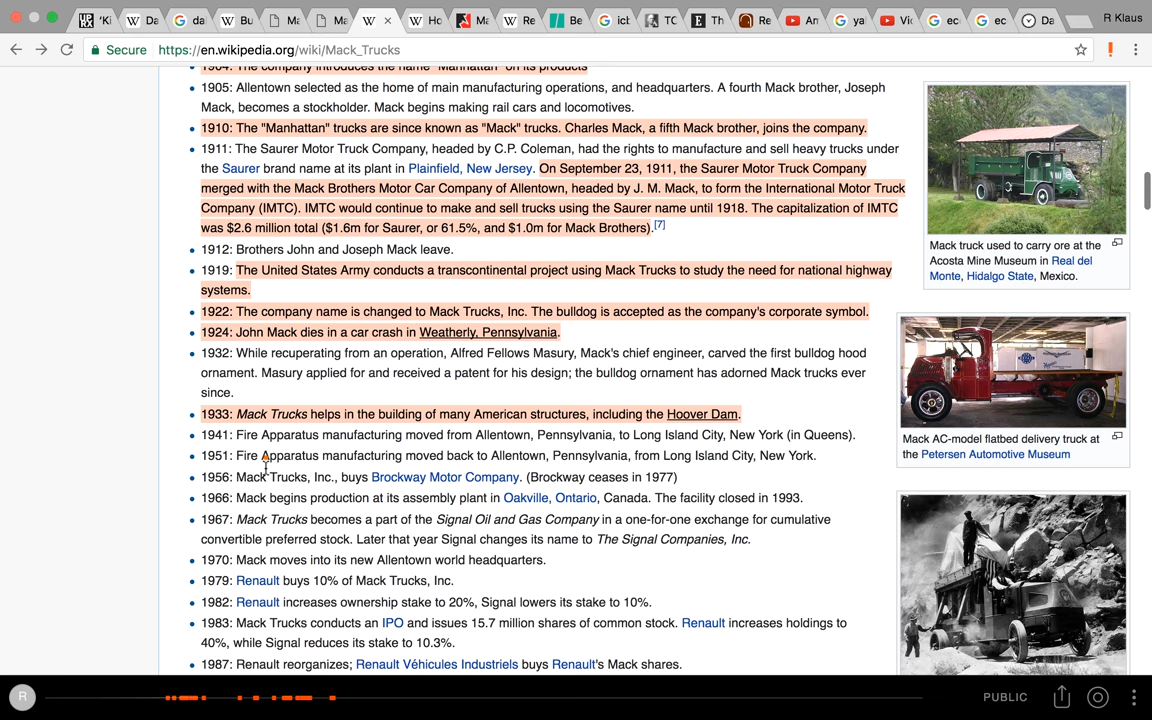 'Ki
Da
da
Bu
Ma
Ma
W
Ho
Ma
Re
Be
ict
TC
Th
Re
An
ya
Vic
ec
ec
Da
R Klaus
Secure https://en.wikipedia.org/wiki/Mack_Trucks
1904: The company introduces the name "Manhattan" on its products
1905: Allentown selected as the home of main manufacturing operations, and headquarters. A fourth Mack brother, Joseph
Mack, becomes a stockholder. Mack begins making rail cars and locomotives.
1910: The "Manhattan" trucks are since known as "Mack" trucks. Charles Mack, a fifth Mack brother, joins the company.
1911: The Saurer Motor Truck Company, headed by C.P. Coleman, had the rights to manufacture and sell heavy trucks under
the Saurer brand name at its plant in Plainfield, New Jersey. On September 23, 1911, the Saurer Motor Truck Company
merged with the Mack Brothers Motor Car Company of Allentown, headed by J. M. Mack, to form the International Motor Truck
Company (IMTC). IMTC would continue to make and sell trucks using the Saurer name until 1918. The capitalization of IMTC
was $2.6 million total ($1.6m for Saurer, or 61.5%, and $1.0m for Mack Brothers).[7]
1912: Brothers John and Joseph Mack leave.
1919: The United States Army conducts a transcontinental project using Mack Trucks to study the need for national highway
systems.
1922: The company name is changed to Mack Trucks, Inc. The bulldog is accepted as the company's corporate symbol.
1924: John Mack dies in a car crash in Weatherly, Pennsylvania.
1932: While recuperating from an operation, Alfred Fellows Masury, Mack's chief engineer, carved the first bulldog hood
ornament. Masury applied for and received a patent for his design; the bulldog ornament has adorned Mack trucks ever
since.
1933: Mack Trucks helps in the building of many American structures, including the Hoover Dam.
1941: Fire Apparatus manufacturing moved from Allentown, Pennsylvania, to Long Island City, New York (in Queens).
1951: Fire Apparatus manufacturing moved back to Allentown, Pennsylvania, from Long Island City, New York.
1956: Mack Trucks, Inc., buys Brockway Motor Company. (Brockway ceases in 1977)
1966: Mack begins production at its assembly plant in Oakville, Ontario, Canada. The facility closed in 1993.
1967: Mack Trucks becomes a part of the Signal Oil and Gas Company in a one-for-one exchange for cumulative
convertible preferred stock. Later that year Signal changes its name to The Signal Companies, Inc.
1970: Mack moves into its new Allentown world headquarters.
1979: Renault buys 10% of Mack Trucks, Inc.
1982: Renault increases ownership stake to 20%, Signal lowers its stake to 10%.
1983: Mack Trucks conducts an IPO and issues 15.7 million shares of common stock. Renault increases holdings to
40%, while Signal reduces its stake to 10.3%.
1987: Renault reorganizes; Renault Véhicules Industriels buys Renault's Mack shares.
Mack truck used to carry ore at the
Acosta Mine Museum in Real del
Monte, Hidalgo State, Mexico.
Mack AC-model flatbed delivery truck at
the Petersen Automotive Museum
R
PUBLIC